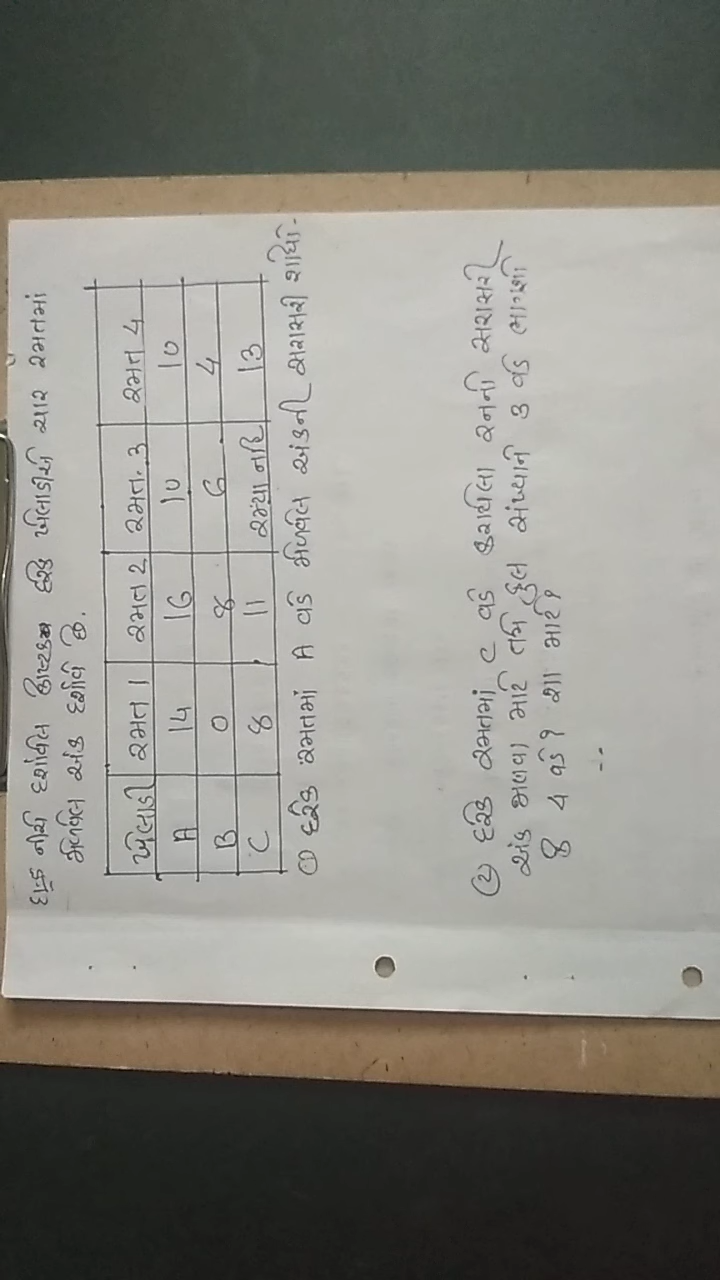 દા.ત નીચે દર્શાવેલ કોષ્ટક દરેક ખેલાડીએ ચાર રમતમાં
મેળવેલ અંક દર્શાવે છે.
ખેલાડી રમત 1 રમત 2 રમત. 3 રમત 4
A 14 16 10 10
B 0 8 6 4
C 8 11 રમ્યા નહિ 13
① દરેક રમતમાં A વડે મેળવેલ અંકની સરાસરી શોધો.
② દરેક રમતમાં C વડે કરાયેલા રનની સરાસરી
અંક જાણવા માટે તમે કુલ સંખ્યાને 3 વડે ભાગશો
કે 4 વડે? શા માટે?